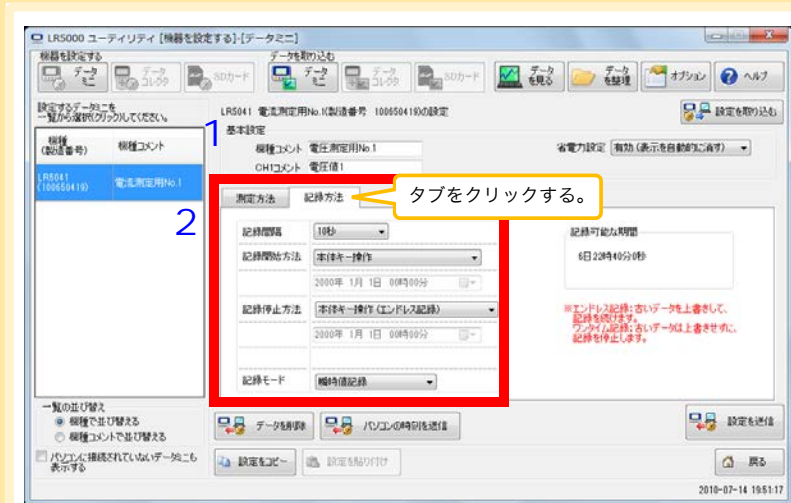 LR5000 ユーティリティ [機器を設定する]-[データミニ]
機器を設定する
データを取り込む
データミニ
データコレクタ 31-99
SDカード
データミニ
データコレクタ 31-99
SDカード
データを見る
データを整理
オプション
ヘルプ
設定するデータミニを
一覧から選択(クリック)してください。
機種
(製造番号)
機種コメント
LR5041
(100650419)
電流測定用No.1
LR5041 電流測定用No.1(製造番号 100650419)の設定
設定を取り込む
1
基本設定
機種コメント 電圧測定用No.1
省電力設定 有効 (表示を自動的に消す)
CH1コメント 電圧値1
2
測定方法
記録方法
タブをクリックする。
記録間隔 10秒
記録開始方法 本体キー操作
2000年 1月 1日 00時00分
記録停止方法 本体キー操作 (エンドレス記録)
2000年 1月 1日 00時00分
記録モード 瞬時値記録
記録可能な期間
6日 22時40分0秒
※エンドレス記録: 古いデータを上書きして、
記録を続けます。
ワンタイム記録: 古いデータは上書きせずに、
記録を停止します。
一覧の並び替え
機種で並び替える
機種コメントで並び替える
パソコンに接続されていないデータミニも
表示する
データを削除
パソコンの時刻を送信
設定を送信
設定をコピー
設定を貼り付け
戻る
2010-07-14 19:51:17